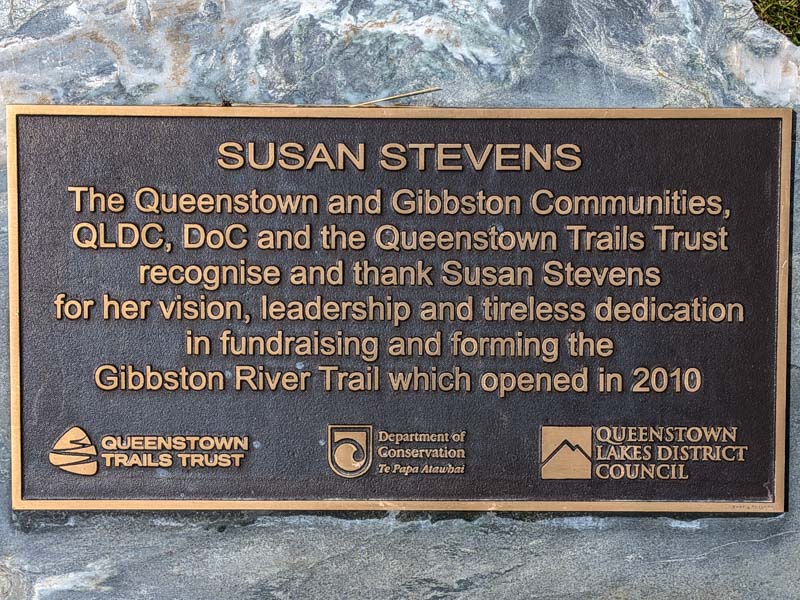 SUSAN STEVENS
The Queenstown and Gibbston Communities,
QLDC, DoC and the Queenstown Trails Trust
recognise and thank Susan Stevens
for her vision, leadership and tireless dedication
in fundraising and forming the
Gibbston River Trail which opened in 2010
QUEENSTOWN
TRAILS TRUST
Department of
Conservation
Te Papa Atawhai
QUEENSTOWN
LAKES DISTRICT
COUNCIL